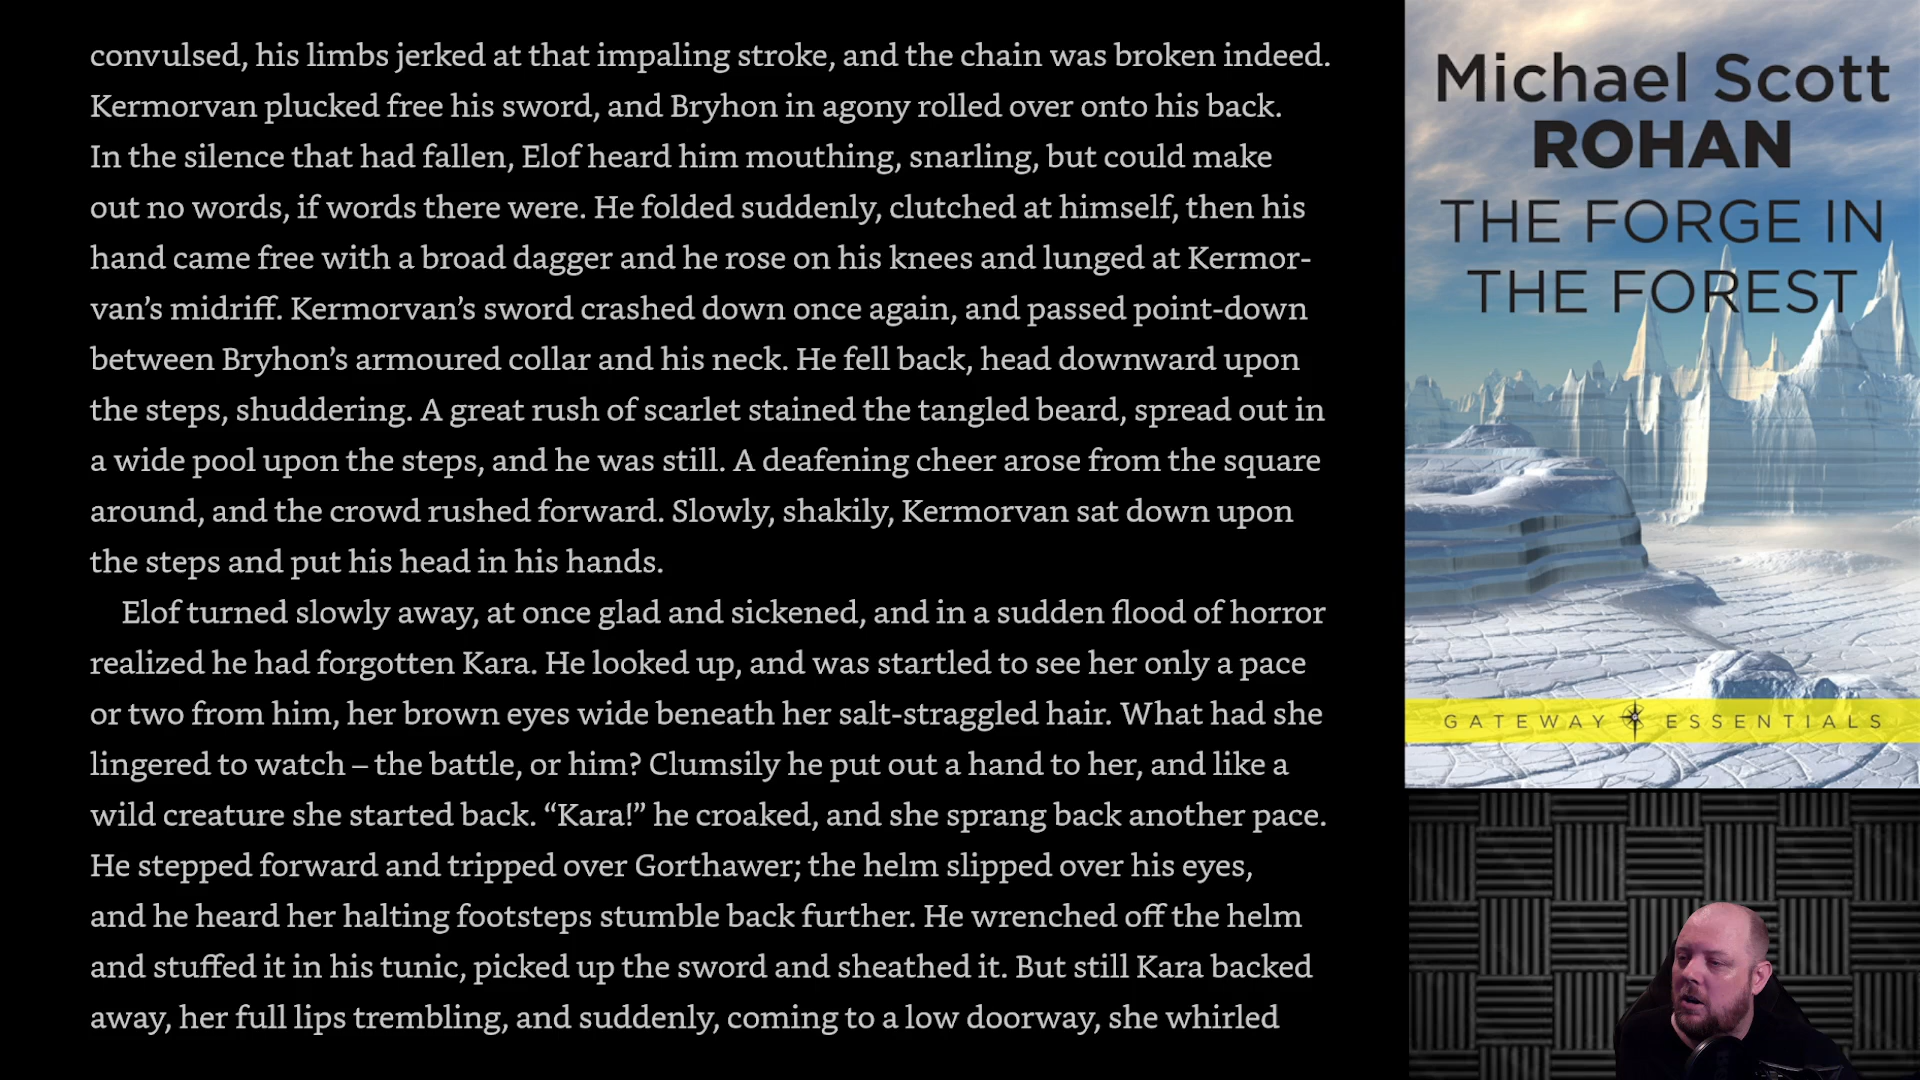 convulsed, his limbs jerked at that impaling stroke, and the chain was broken indeed.
Kermorvan plucked free his sword, and Bryhon in agony rolled over onto his back.
In the silence that had fallen, Elof heard him mouthing, snarling, but could make
out no words, if words there were. He folded suddenly, clutched at himself, then his
hand came free with a broad dagger and he rose on his knees and lunged at Kermor-
van’s midriff. Kermorvan’s sword crashed down once again, and passed point-down
between Bryhon’s armoured collar and his neck. He fell back, head downward upon
the steps, shuddering. A great rush of scarlet stained the tangled beard, spread out in
a wide pool upon the steps, and he was still. A deafening cheer arose from the square
around, and the crowd rushed forward. Slowly, shakily, Kermorvan sat down upon
the steps and put his head in his hands.
Elof turned slowly away, at once glad and sickened, and in a sudden flood of horror
realized he had forgotten Kara. He looked up, and was startled to see her only a pace
or two from him, her brown eyes wide beneath her salt-straggled hair. What had she
lingered to watch – the battle, or him? Clumsily he put out a hand to her, and like a
wild creature she started back. “Kara!” he croaked, and she sprang back another pace.
He stepped forward and tripped over Gorthawer; the helm slipped over his eyes,
and he heard her halting footsteps stumble back further. He wrenched off the helm
and stuffed it in his tunic, picked up the sword and sheathed it. But still Kara backed
away, her full lips trembling, and suddenly, coming to a low doorway, she whirled
Michael Scott
ROHAN
THE FORGE IN
THE FOREST
GATEWAY ESSENTIALS